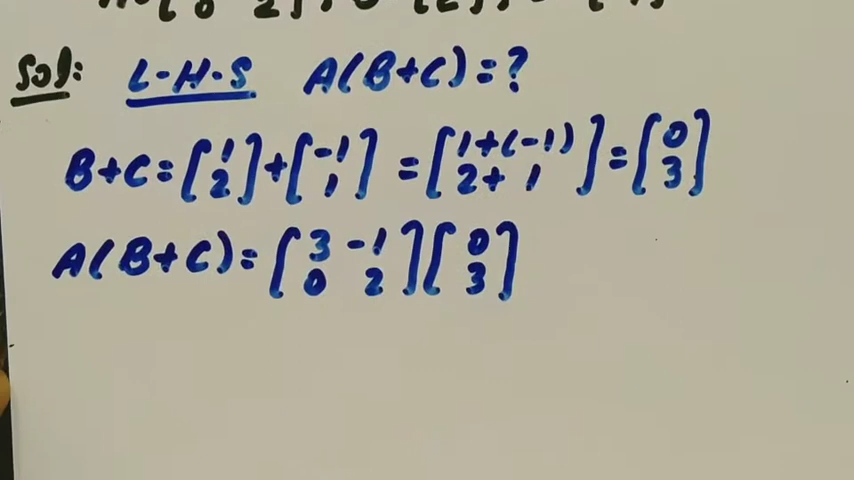 Sol: L-H-S A(B+C)=?
B+C=[1 2]+[-1 1]=[1+(-1) 2+1]=[0 3]
A(B+C)=[3 -1 0 2][0 3]